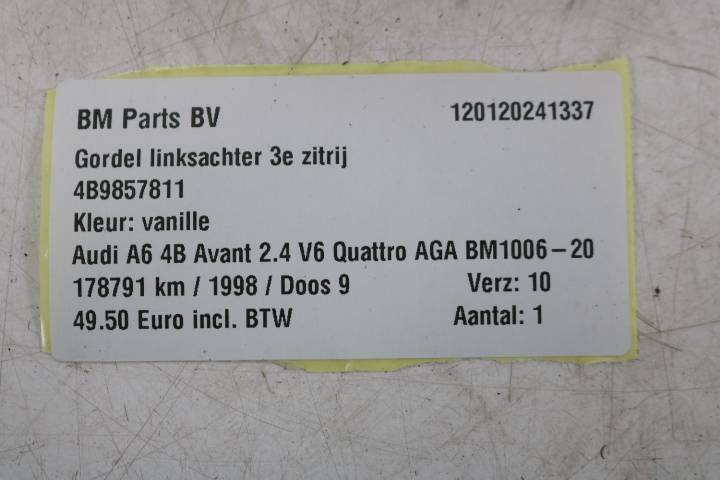 BM Parts BV 120120241337
Gordel linksachter 3e zitrij
4B9857811
Kleur: vanille
Audi A6 4B Avant 2.4 V6 Quattro AGA BM1006-20
178791 km / 1998 / Doos 9 Verz: 10
49.50 Euro incl. BTW Aantal: 1